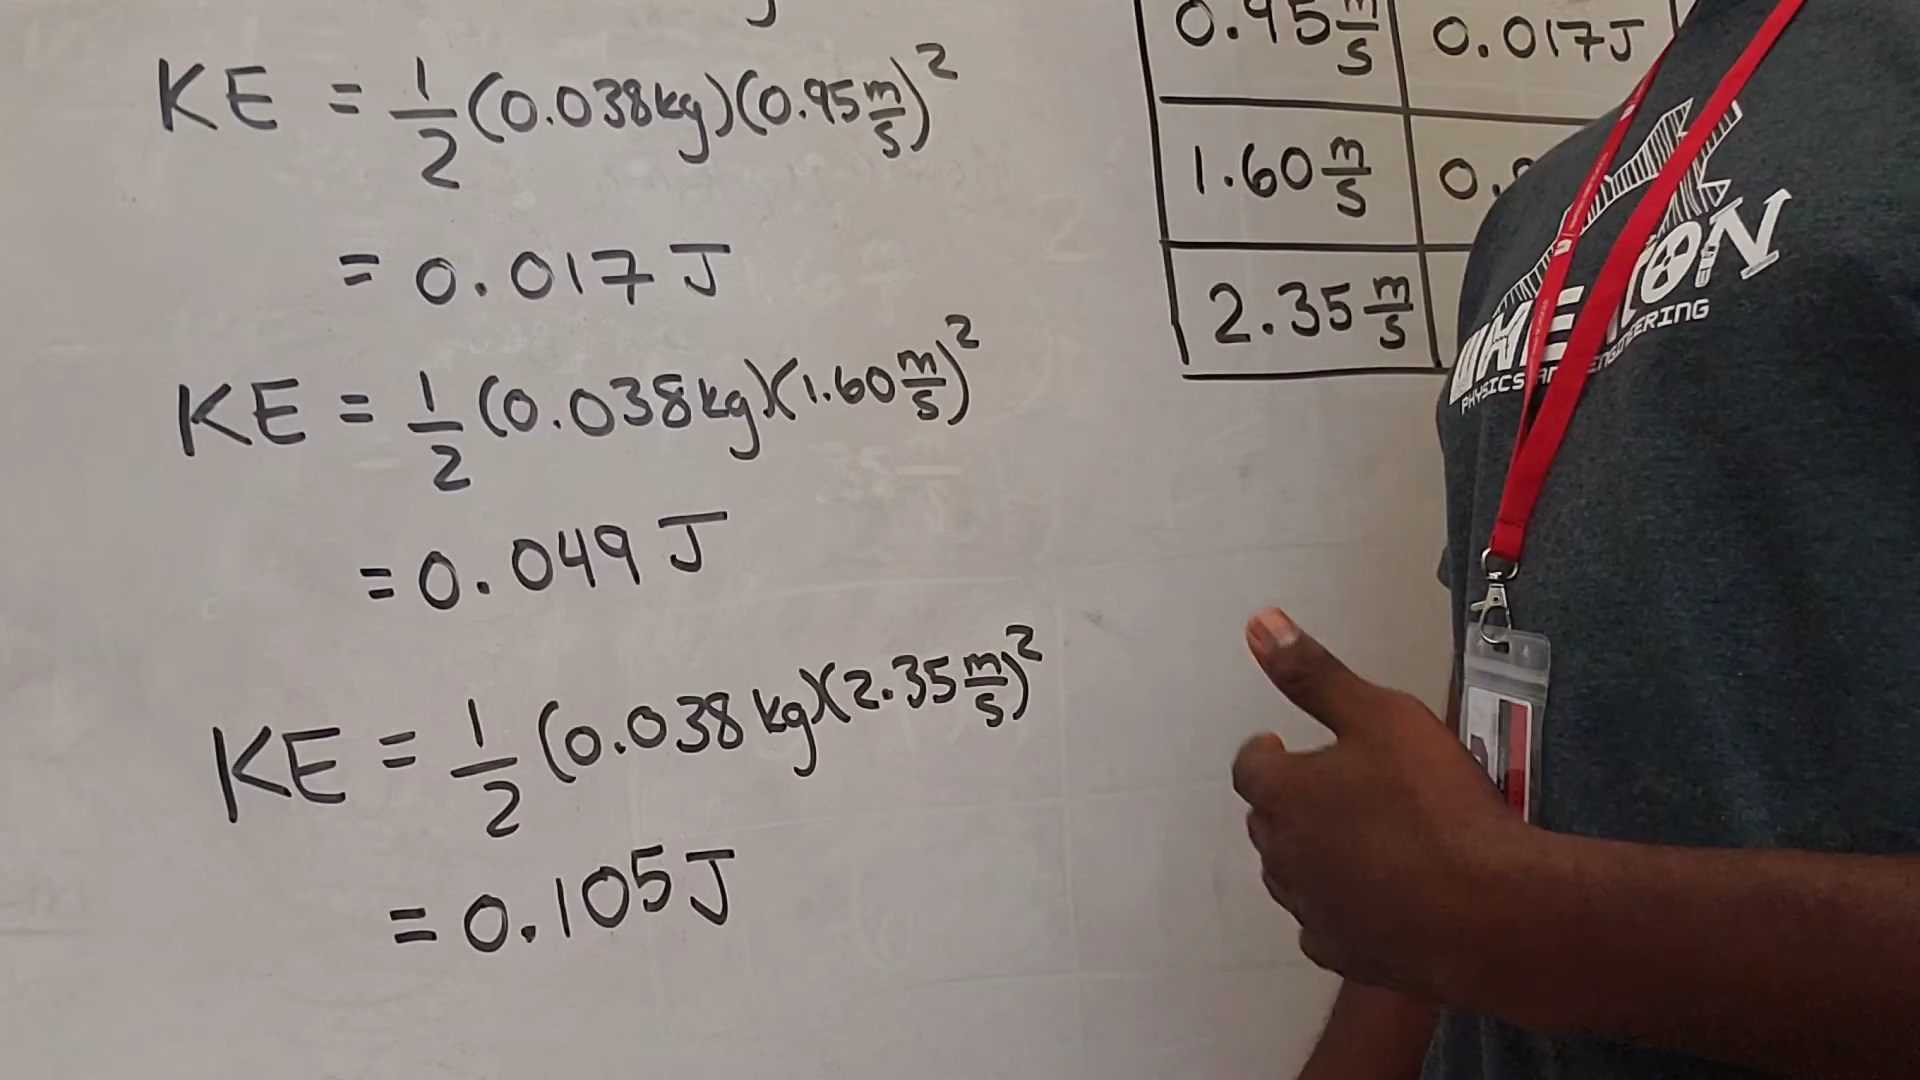 KE = 1/2 (0.038kg)(0.95 m/s)²
= 0.017 J
KE = 1/2 (0.038kg)(1.60 m/s)²
= 0.049 J
KE = 1/2 (0.038kg)(2.35 m/s)²
= 0.105 J
0.95 m/s 0.017J
1.60 m/s 0.
2.35 m/s
PHYSICS AND ENGINEERING